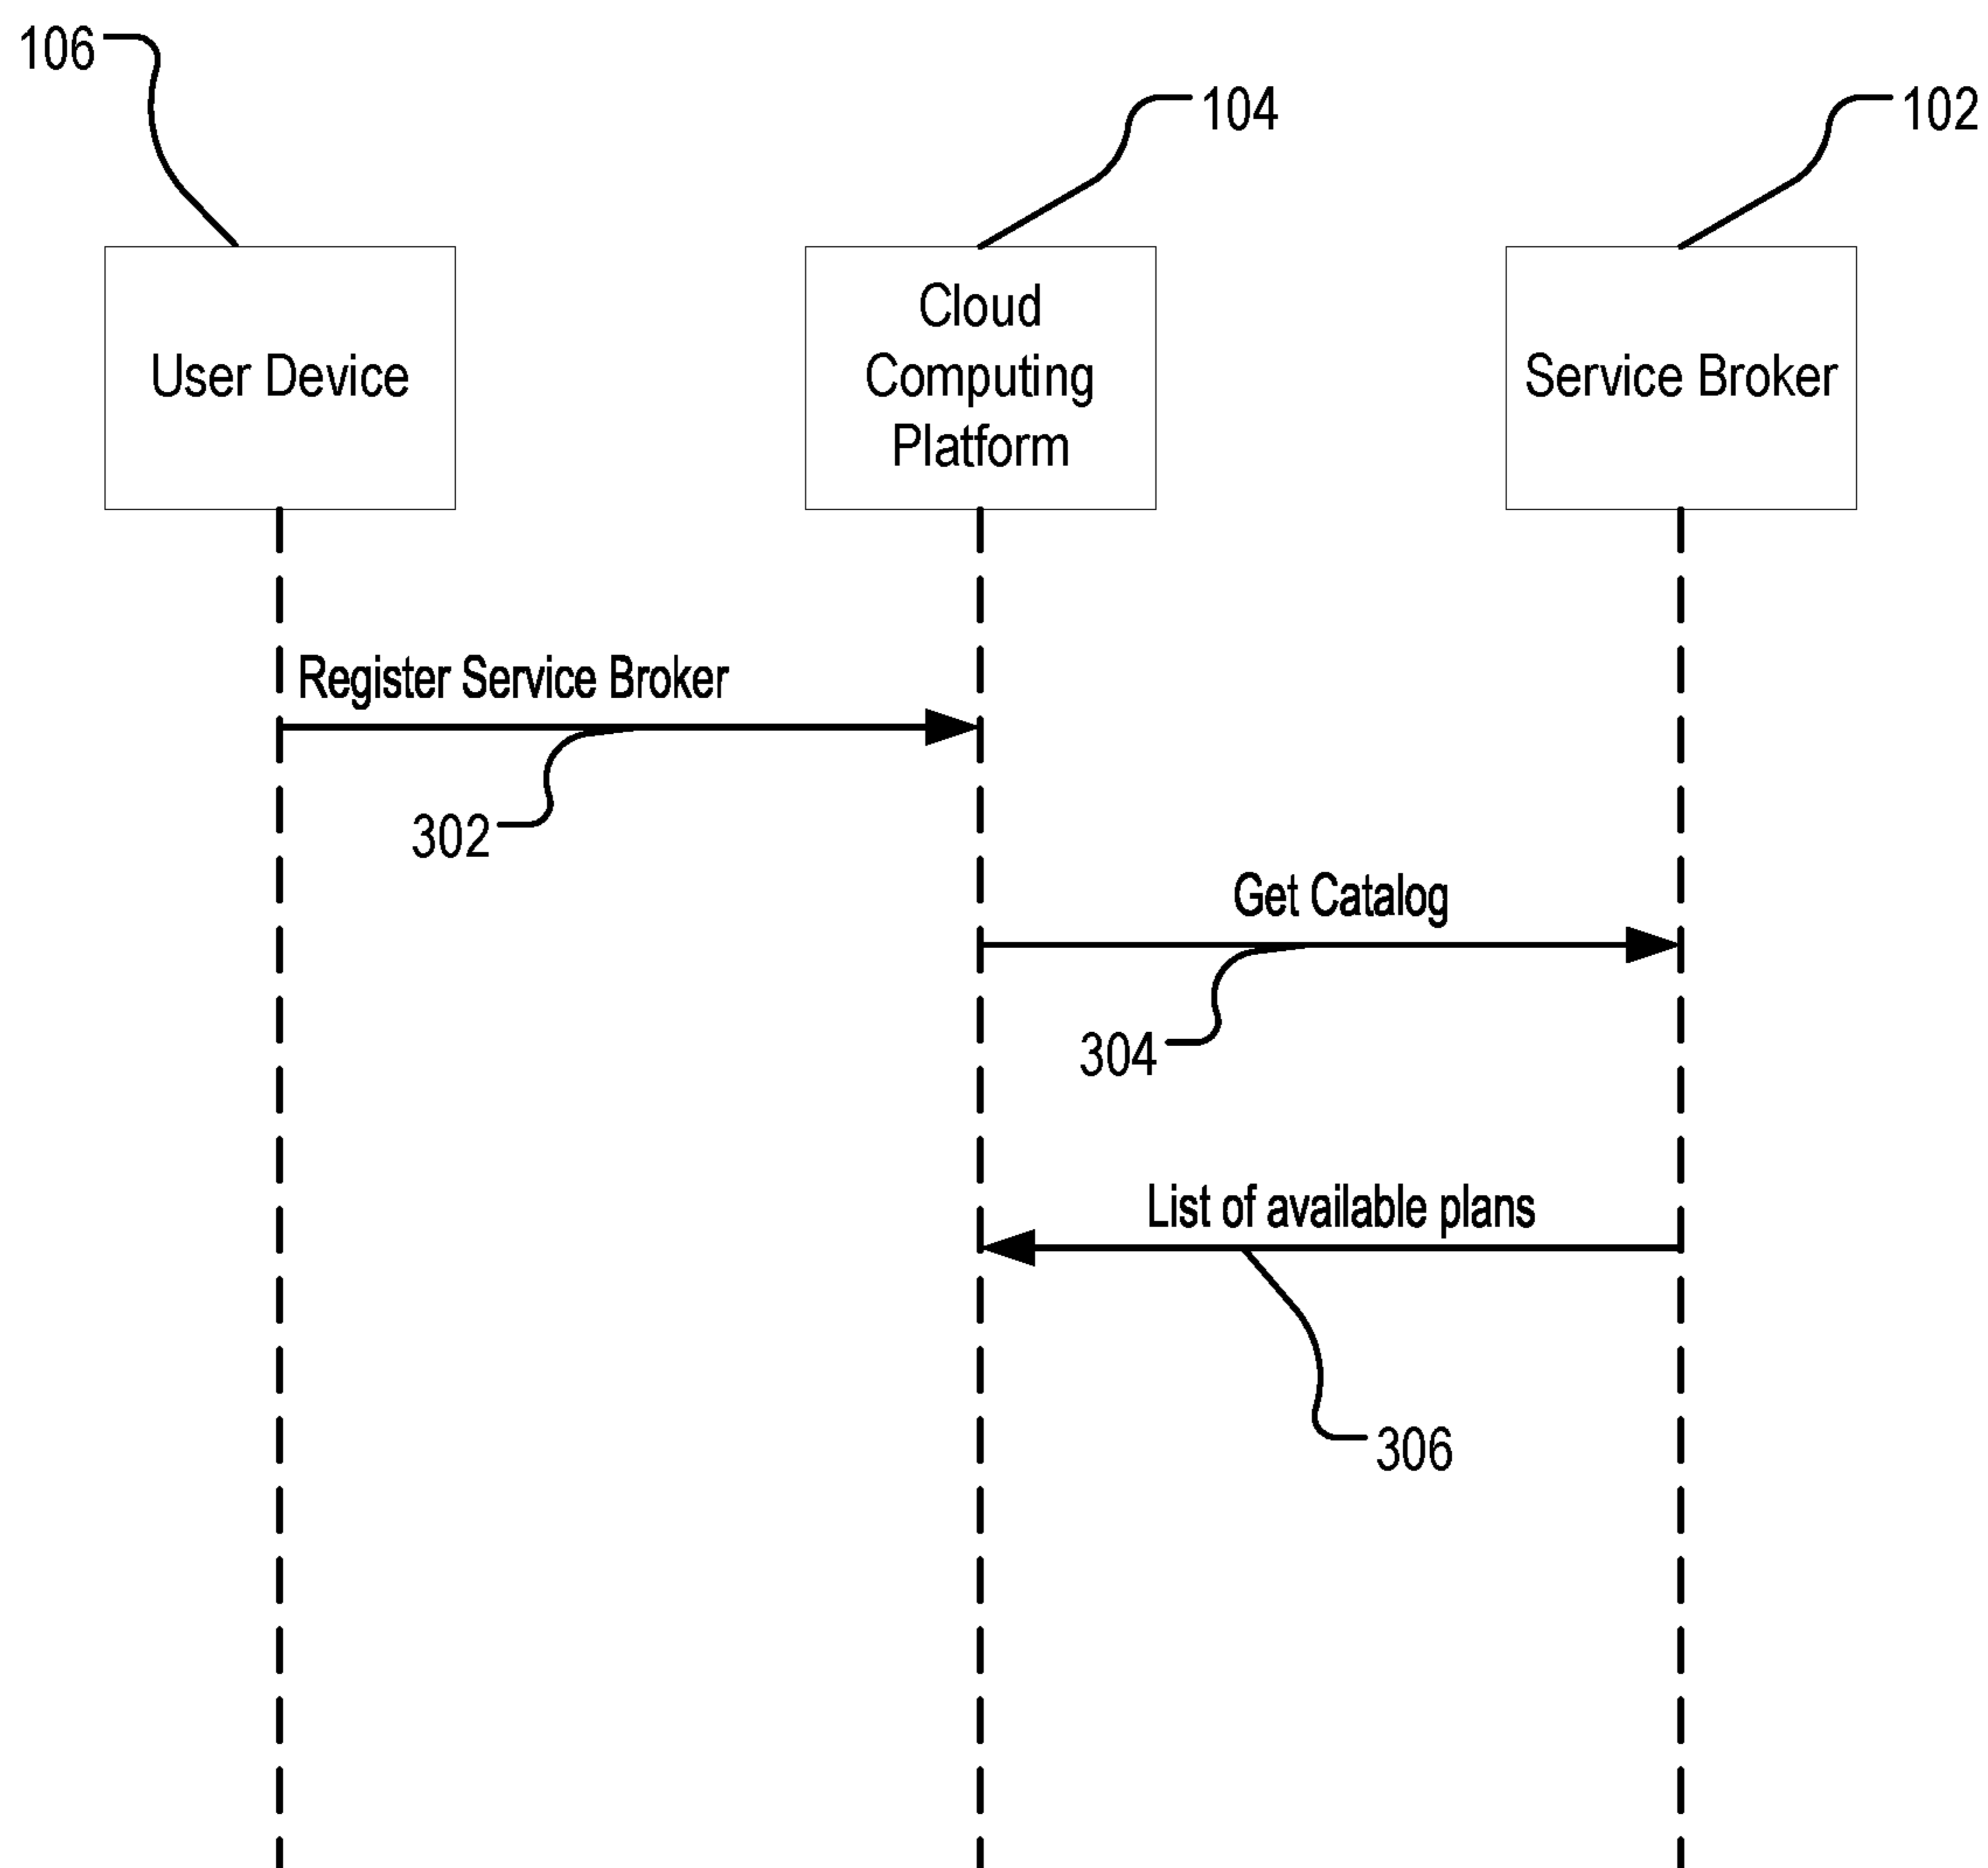 106
104
102
User Device
Cloud
Computing
Platform
Service Broker
Register Service Broker
302
Get Catalog
304
List of available plans
306